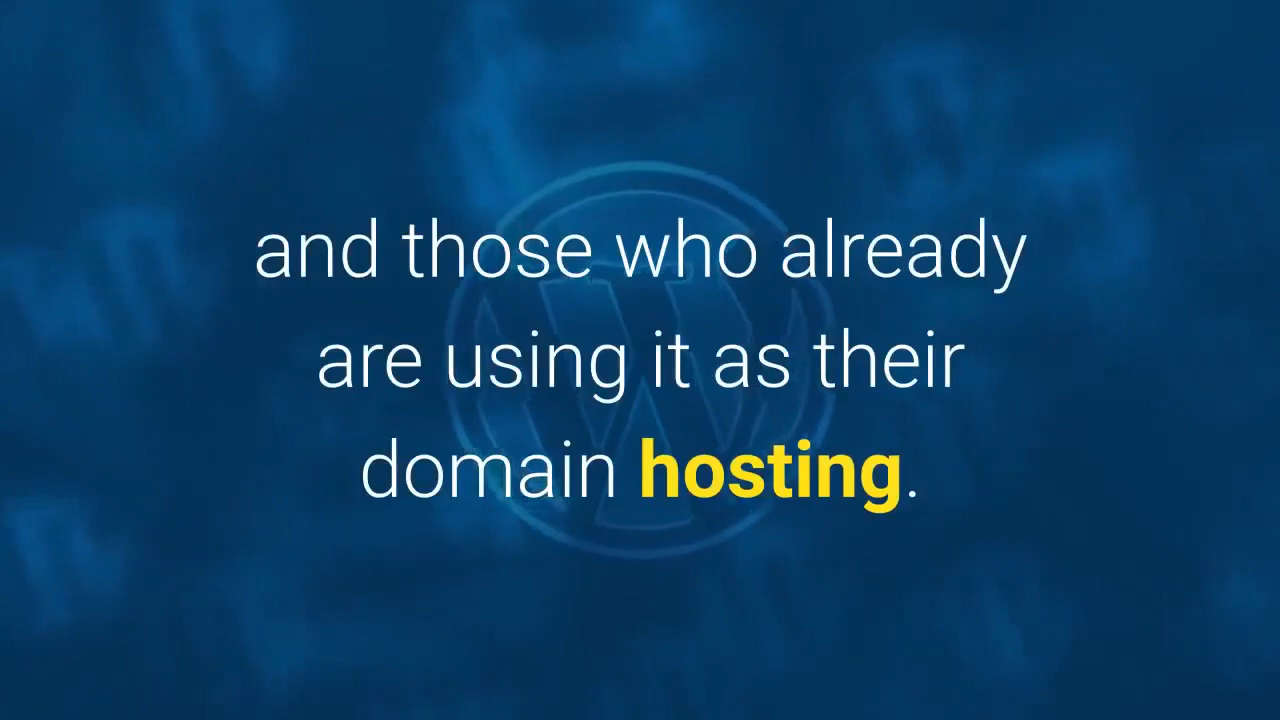 and those who already
are using it as their
domain hosting.